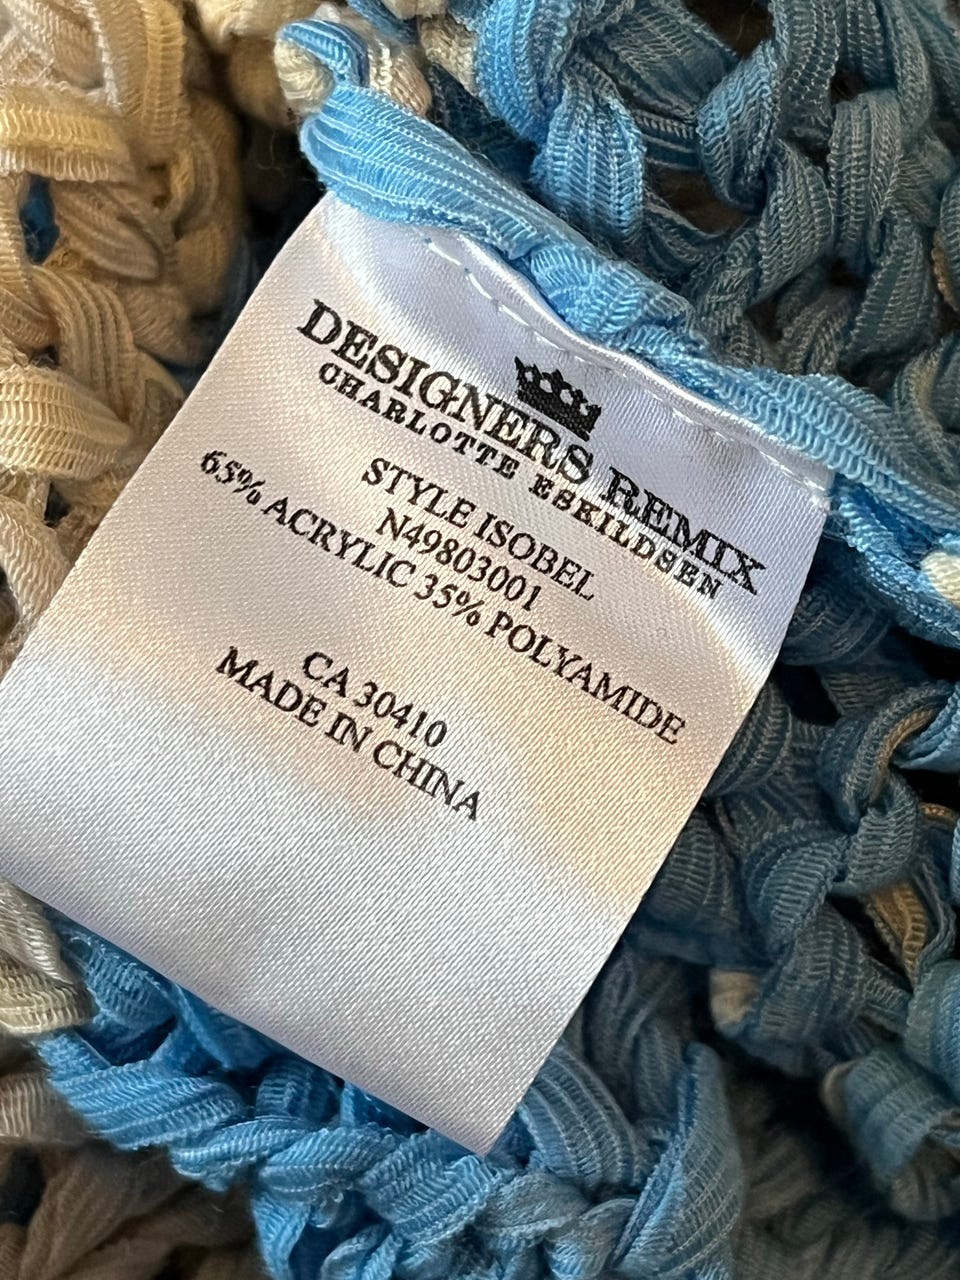 DESIGNERS REMIX
CHARLOTTE ESKILDSEN
STYLE ISOBEL
N49803001
65% ACRYLIC 35% POLYAMIDE
CA 30410
MADE IN CHINA